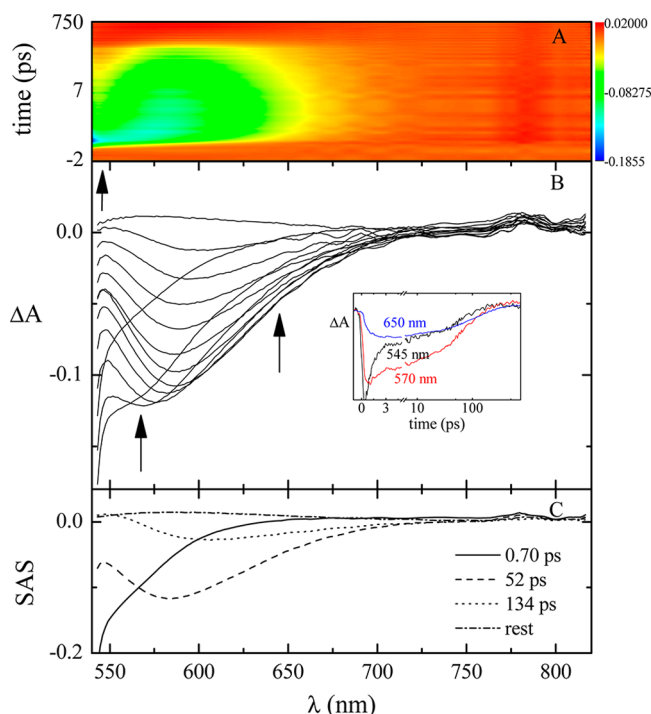 750
A
0.02000
time (ps)
7
-0.08275
-2
-0.1855
B
0.0
ΔA
650 nm
545 nm
570 nm
ΔA
-0.1
0 3 10 100
time (ps)
C
0.0
SAS
0.70 ps
52 ps
134 ps
rest
-0.2
550 600 650 700 750 800
λ (nm)